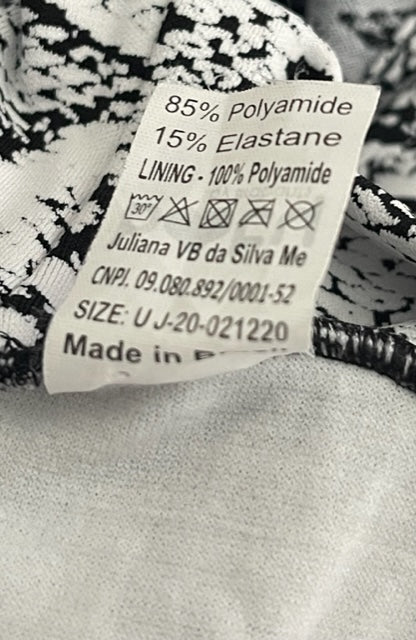 85% Polyamide
15% Elastane
LINING - 100% Polyamide
30°
Juliana VB da Silva Me
CNPJ. 09.080.892/0001-52
SIZE: U J-20-021220
Made in